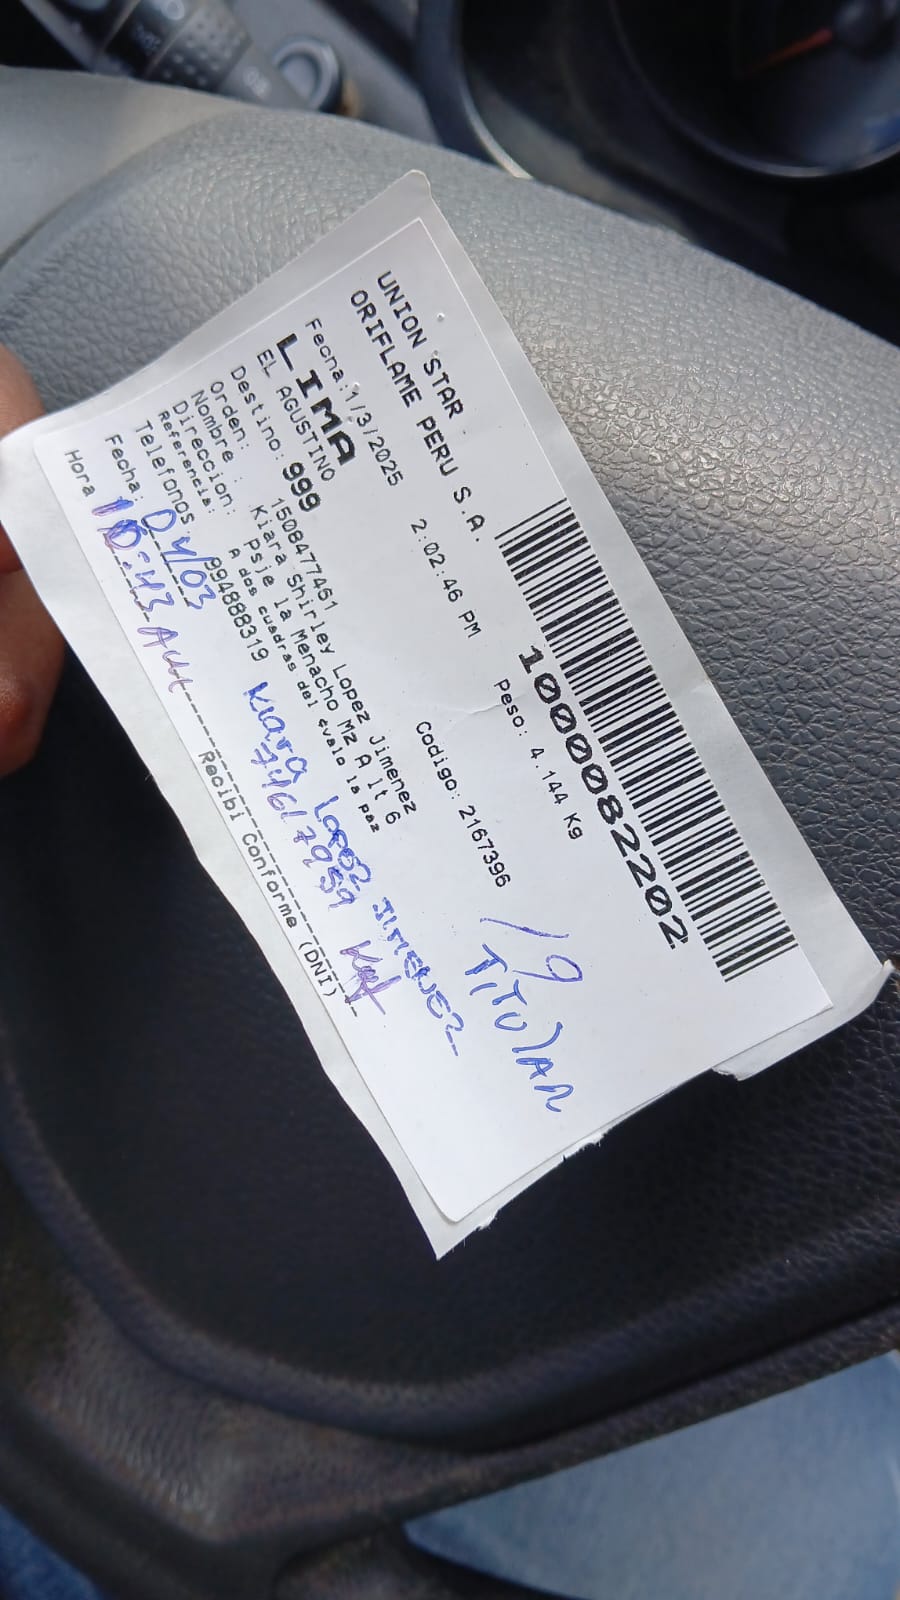 UNION STAR
ORIFLAME PERU S.A.
1000082202
Fecha:1/3/2025 2:02:46 PM Peso: 4.144 Kg
LIMA
EL AGUSTINO Codigo: 2167396
Destino: 999
Orden: 1508477461
Nombre : Kiara Shirley Lopez Jimenez
Direccion: Psje la Menacho Mz A lt 6
Referencia: A dos cuadras del ovalo la paz
Telefonos: 994888319
TITULAR
Kiara Lopez Jimenez
Fecha: 04/03
Hora 10:43 AM
Recibi Conforme (DNI)